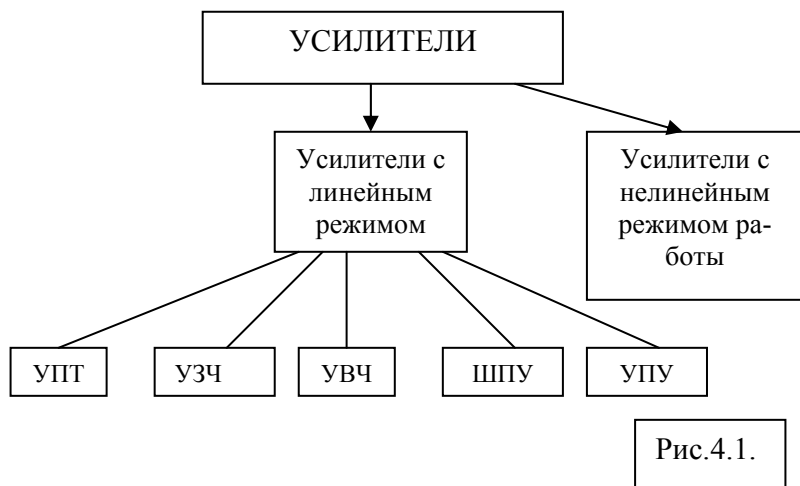 УСИЛИТЕЛИ
Усилители с
линейным
режимом
Усилители с
нелинейным
режимом ра-
боты
УПТ
УЗЧ
УВЧ
ШПУ
УПУ
Рис.4.1.